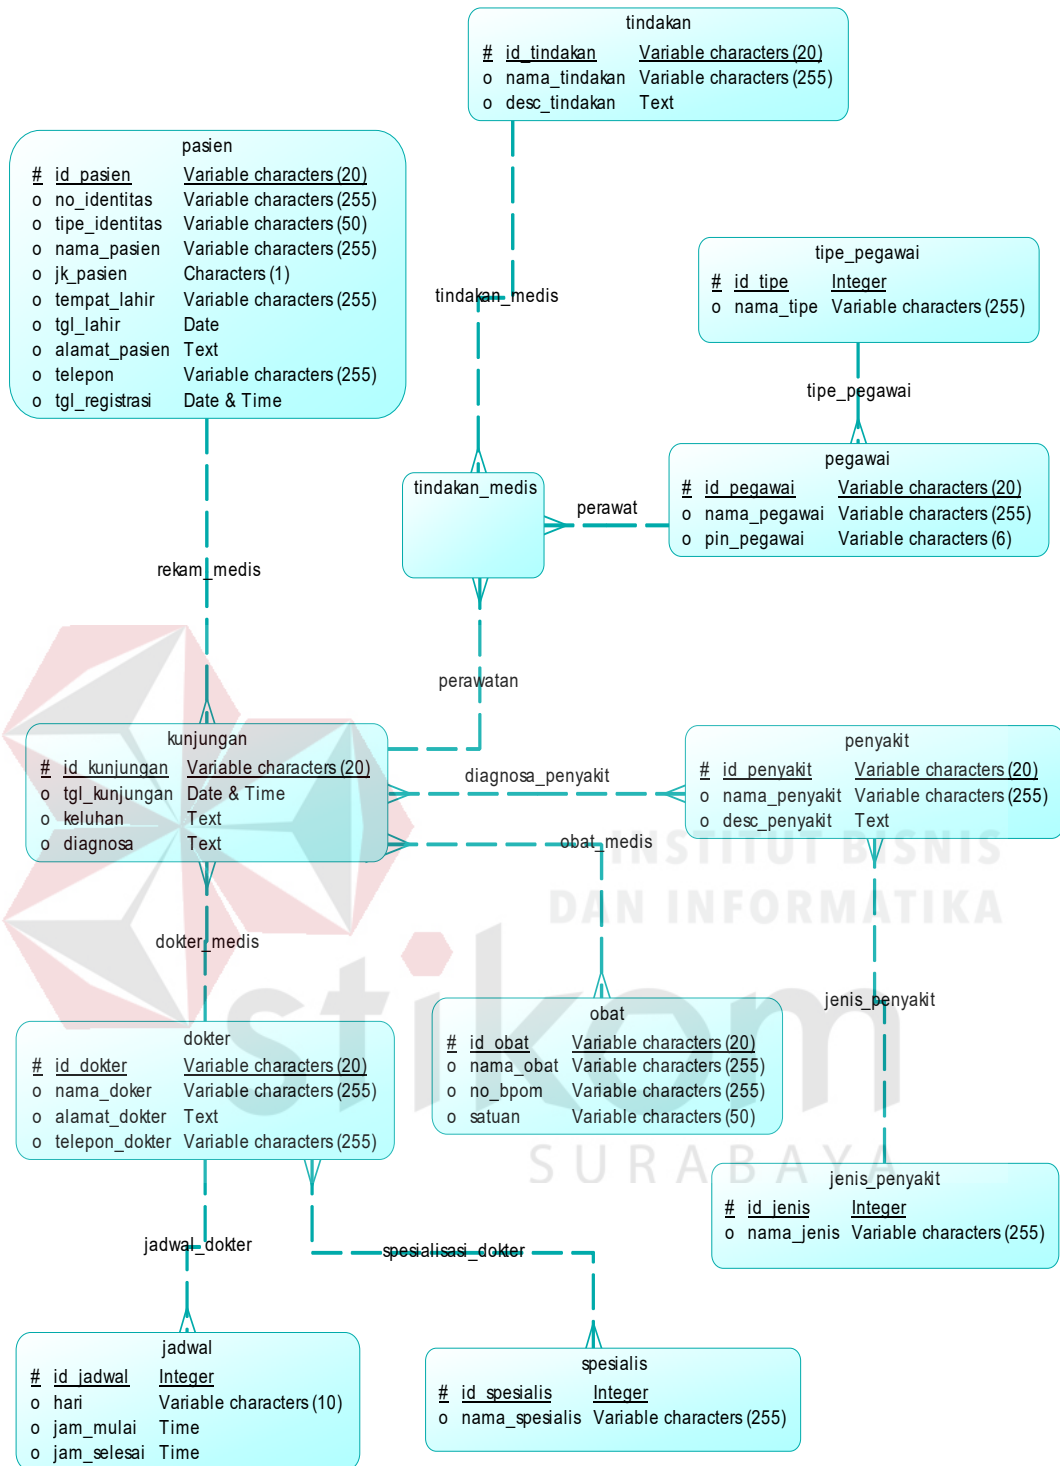 tindakan
# id_tindakan Variable characters (20)
o nama_tindakan Variable characters (255)
o desc_tindakan Text
pasien
# id_pasien Variable characters (20)
o no_identitas Variable characters (255)
o tipe_identitas Variable characters (50)
o nama_pasien Variable characters (255)
o jk_pasien Characters (1)
o tempat_lahir Variable characters (255)
o tgl_lahir Date
o alamat_pasien Text
o telepon Variable characters (255)
o tgl_registrasi Date & Time
tipe_pegawai
# id_tipe Integer
o nama_tipe Variable characters (255)
tindakan_medis
tipe_pegawai
pegawai
# id_pegawai Variable characters (20)
o nama_pegawai Variable characters (255)
o pin_pegawai Variable characters (6)
tindakan_medis
perawat
rekam_medis
perawatan
kunjungan
# id_kunjungan Variable characters (20)
o tgl_kunjungan Date & Time
o keluhan Text
o diagnosa Text
diagnosa_penyakit
penyakit
# id_penyakit Variable characters (20)
o nama_penyakit Variable characters (255)
o desc_penyakit Text
obat_medis
INSTITUT BISNIS
DAN INFORMATIKA
dokter_medis
stikom
jenis_penyakit
dokter
# id_dokter Variable characters (20)
o nama_doker Variable characters (255)
o alamat_dokter Text
o telepon_dokter Variable characters (255)
obat
# id_obat Variable characters (20)
o nama_obat Variable characters (255)
o no_bpom Variable characters (255)
o satuan Variable characters (50)
SURABAYA
jenis_penyakit
# id_jenis Integer
o nama_jenis Variable characters (255)
jadwal_dokter
spesialisasi_dokter
jadwal
# id_jadwal Integer
o hari Variable characters (10)
o jam_mulai Time
o jam_selesai Time
spesialis
# id_spesialis Integer
o nama_spesialis Variable characters (255)